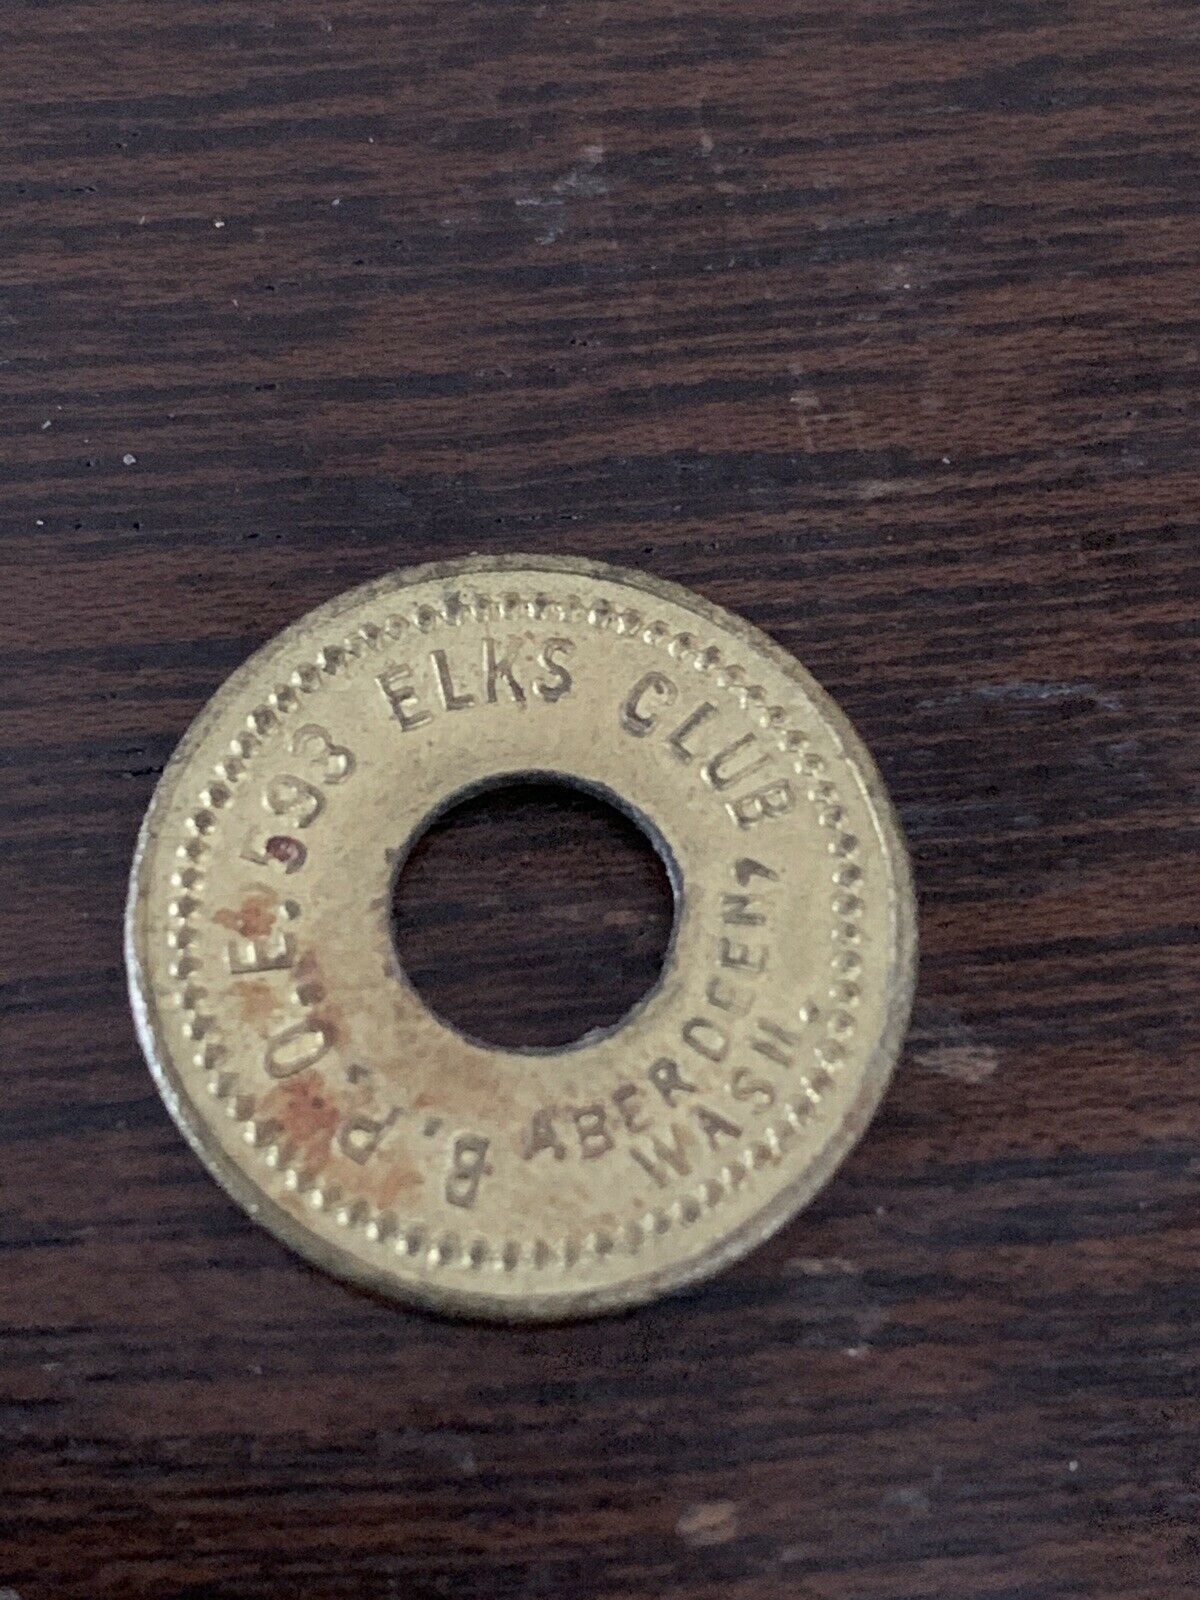 B. P. O. E. 593 ELKS CLUB
ABERDEEN,
WASH.